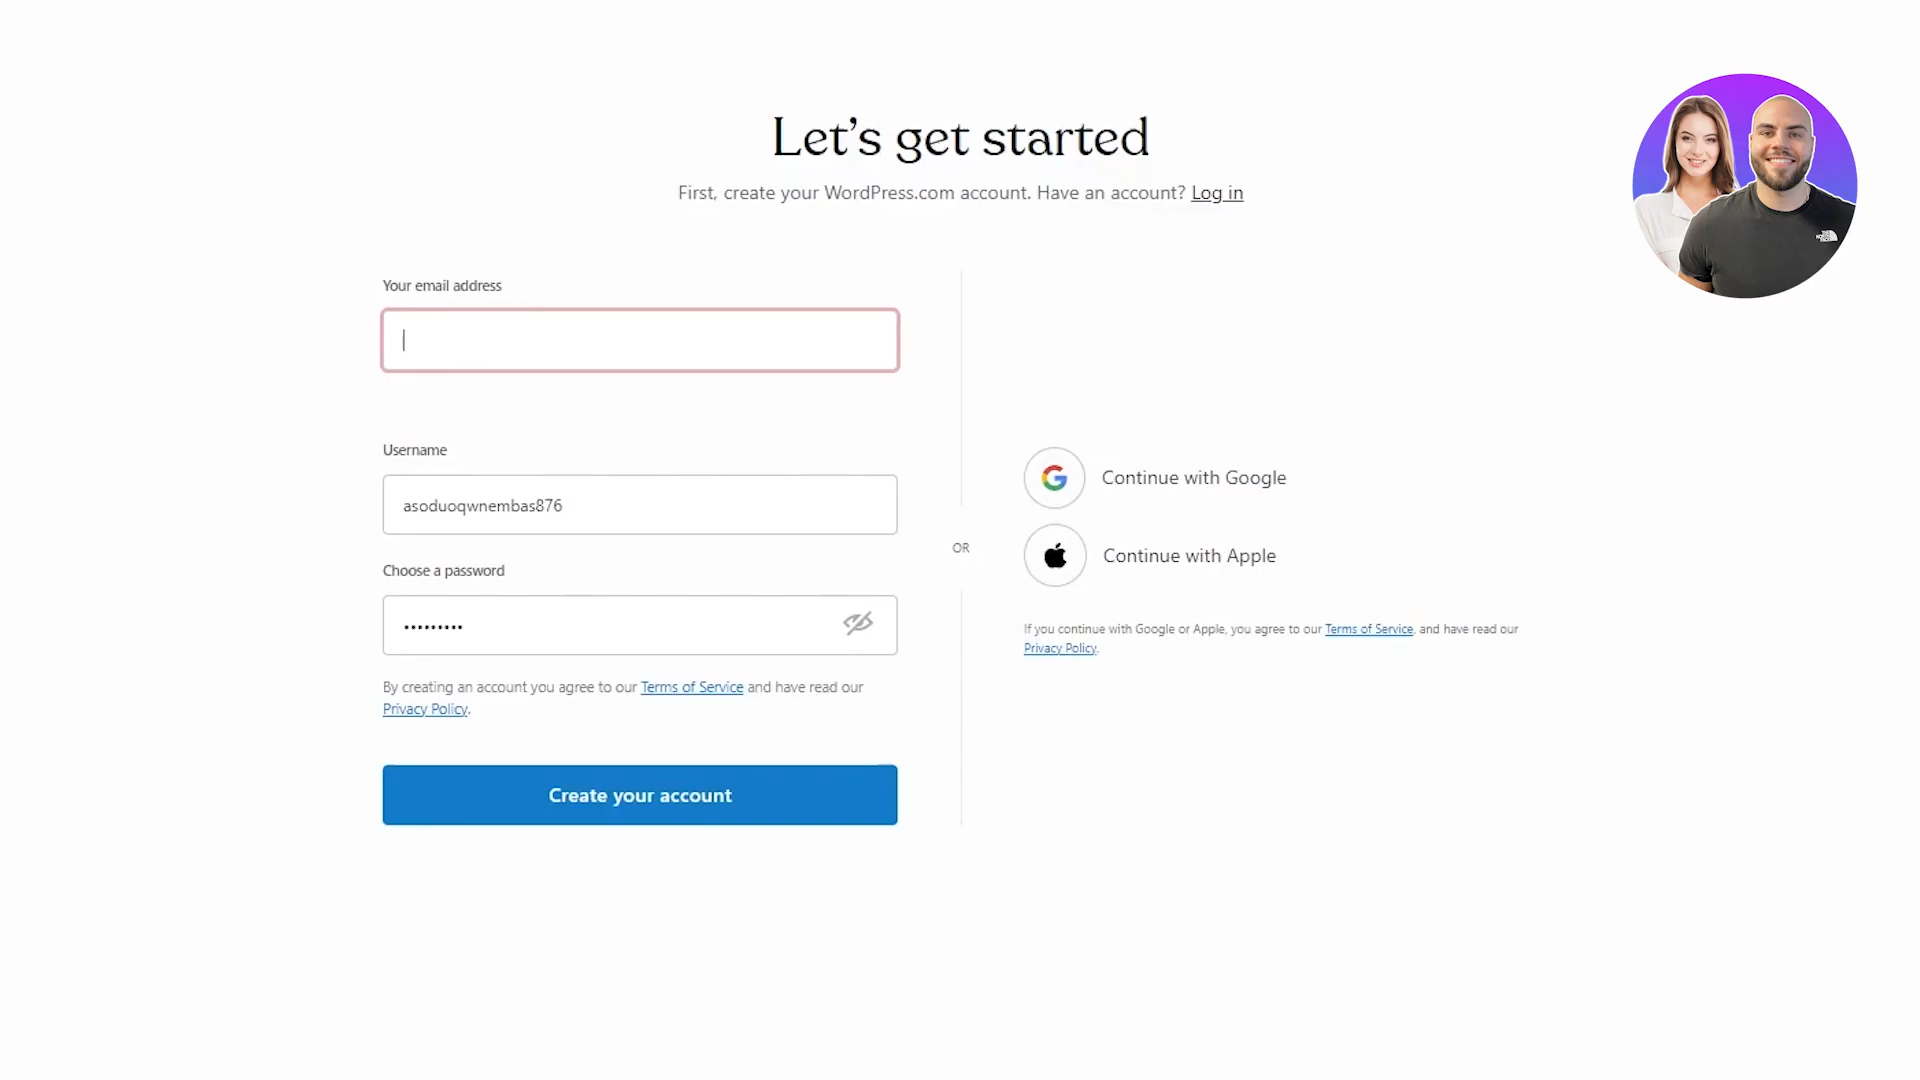 Let's get started
First, create your WordPress.com account. Have an account? Log in
Your email address
Username
asoduoqwnembas876
Choose a password
•••••••••
By creating an account you agree to our Terms of Service and have read our
Privacy Policy.
Create your account
OR
Continue with Google
Continue with Apple
If you continue with Google or Apple, you agree to our Terms of Service, and have read our
Privacy Policy.
THE
NORTH
FACE